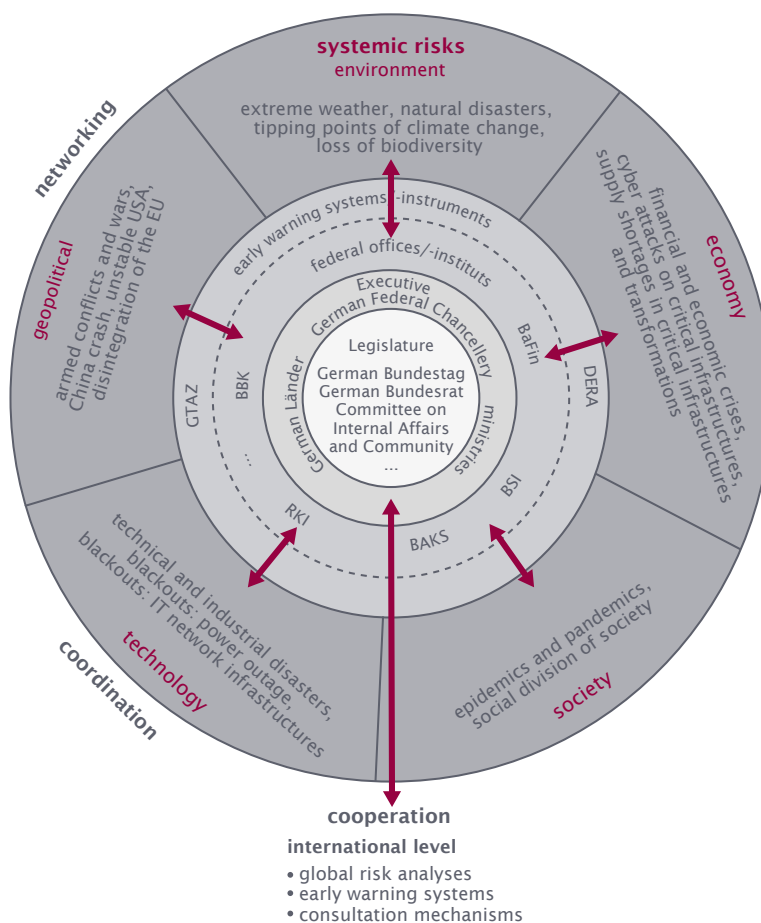 systemic risks
environment
extreme weather, natural disasters,
tipping points of climate change,
loss of biodiversity
networking
geopolitical
armed conflicts and wars,
China crash, unstable USA,
disintegration of the EU
economy
financial and economic crises,
cyber attacks on critical infrastructures,
supply shortages in critical infrastructures
and transformations
early warning systems/-instruments
federal offices/-instituts
Executive
German Federal Chancellery
German Länder
ministries
Legislature
German Bundestag
German Bundesrat
Committee on
Internal Affairs
and Community
...
GTAZ
BBK
...
RKI
BAKS
BSI
BaFin
DERA
technical and industrial disasters,
blackouts: power outage,
blackouts: IT network infrastructures
technology
coordination
epidemics and pandemics,
social division of society
society
cooperation
international level
• global risk analyses
• early warning systems
• consultation mechanisms